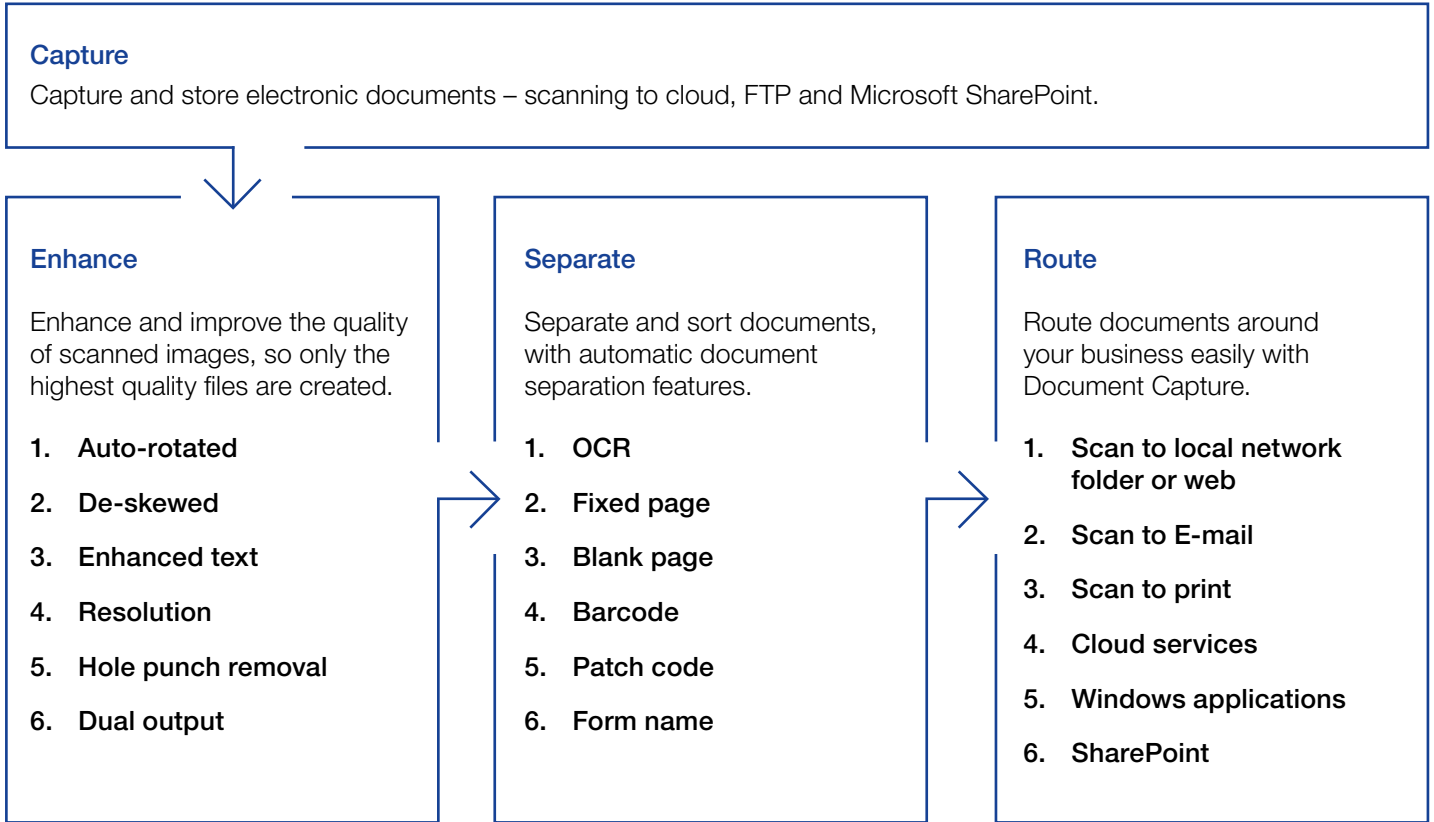 Capture
Capture and store electronic documents – scanning to cloud, FTP and Microsoft SharePoint.
Enhance
Enhance and improve the quality
of scanned images, so only the
highest quality files are created.
1. Auto-rotated
2. De-skewed
3. Enhanced text
4. Resolution
5. Hole punch removal
6. Dual output
Separate
Separate and sort documents,
with automatic document
separation features.
1. OCR
2. Fixed page
3. Blank page
4. Barcode
5. Patch code
6. Form name
Route
Route documents around
your business easily with
Document Capture.
1. Scan to local network
folder or web
2. Scan to E-mail
3. Scan to print
4. Cloud services
5. Windows applications
6. SharePoint